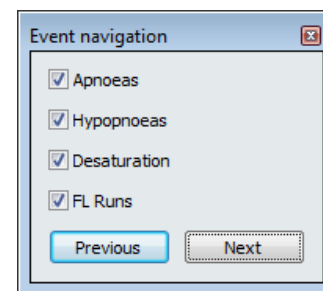 Event navigation
Apnoeas
Hypopnoeas
Desaturation
FL Runs
Previous Next